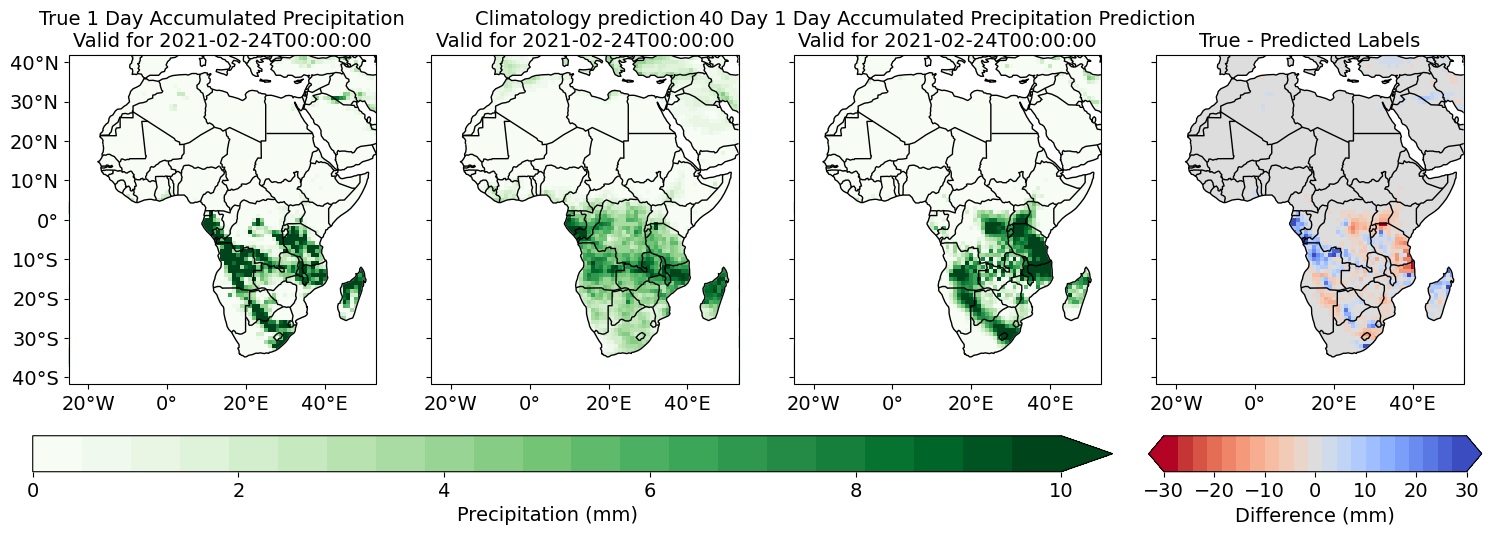 True 1 Day Accumulated Precipitation
Valid for 2021-02-24T00:00:00
Climatology prediction
Valid for 2021-02-24T00:00:00
40 Day 1 Day Accumulated Precipitation Prediction
Valid for 2021-02-24T00:00:00
True - Predicted Labels
40°N
30°N
20°N
10°N
0°
10°S
20°S
30°S
40°S
20°W 0° 20°E 40°E
20°W 0° 20°E 40°E
20°W 0° 20°E 40°E
20°W 0° 20°E 40°E
0 2 4 6 8 10
Precipitation (mm)
−30 −20 −10 0 10 20 30
Difference (mm)